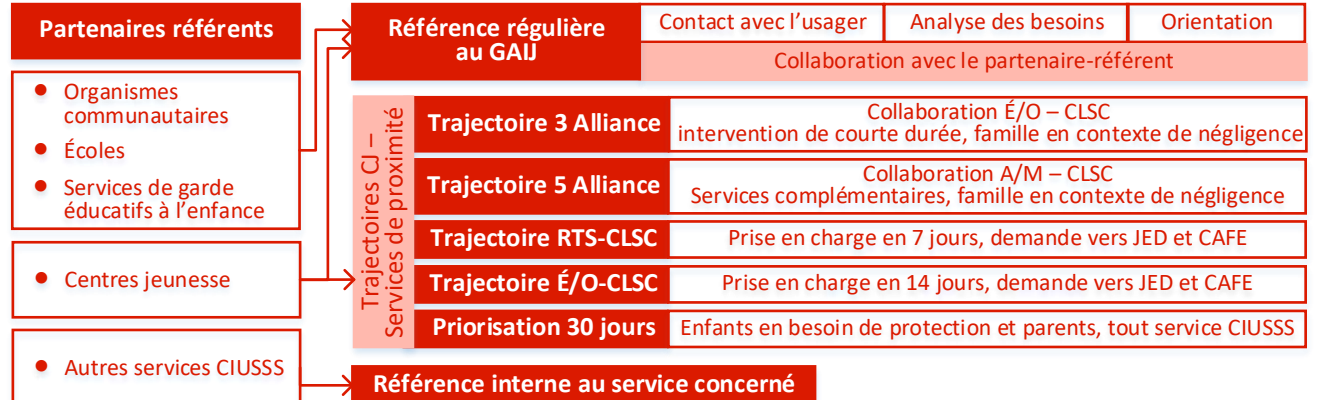 Partenaires référents
• Organismes
communautaires
• Écoles
• Services de garde
éducatifs à l’enfance
• Centres jeunesse
• Autres services CIUSSS
Référence régulière
au GAIJ
Contact avec l’usager
Analyse des besoins
Orientation
Collaboration avec le partenaire-référent
Trajectoires CJ –
Services de proximité
Trajectoire 3 Alliance
Collaboration É/O – CLSC
intervention de courte durée, famille en contexte de négligence
Trajectoire 5 Alliance
Collaboration A/M – CLSC
Services complémentaires, famille en contexte de négligence
Trajectoire RTS-CLSC
Prise en charge en 7 jours, demande vers JED et CAFE
Trajectoire É/O-CLSC
Prise en charge en 14 jours, demande vers JED et CAFE
Priorisation 30 jours
Enfants en besoin de protection et parents, tout service CIUSSS
Référence interne au service concerné